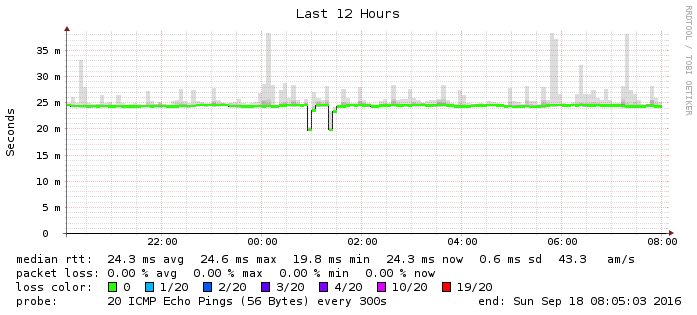 Last 12 Hours
RRDTOOL / TOBI OETIKER
Seconds
35 m
30 m
25 m
20 m
15 m
10 m
5 m
0
22:00 00:00 02:00 04:00 06:00 08:00
median rtt: 24.3 ms avg 24.6 ms max 19.8 ms min 24.3 ms now 0.6 ms sd 43.3 am/s
packet loss: 0.00 % avg 0.00 % max 0.00 % min 0.00 % now
loss color: 0 1/20 2/20 3/20 4/20 10/20 19/20
probe: 20 ICMP Echo Pings (56 Bytes) every 300s end: Sun Sep 18 08:05:03 2016